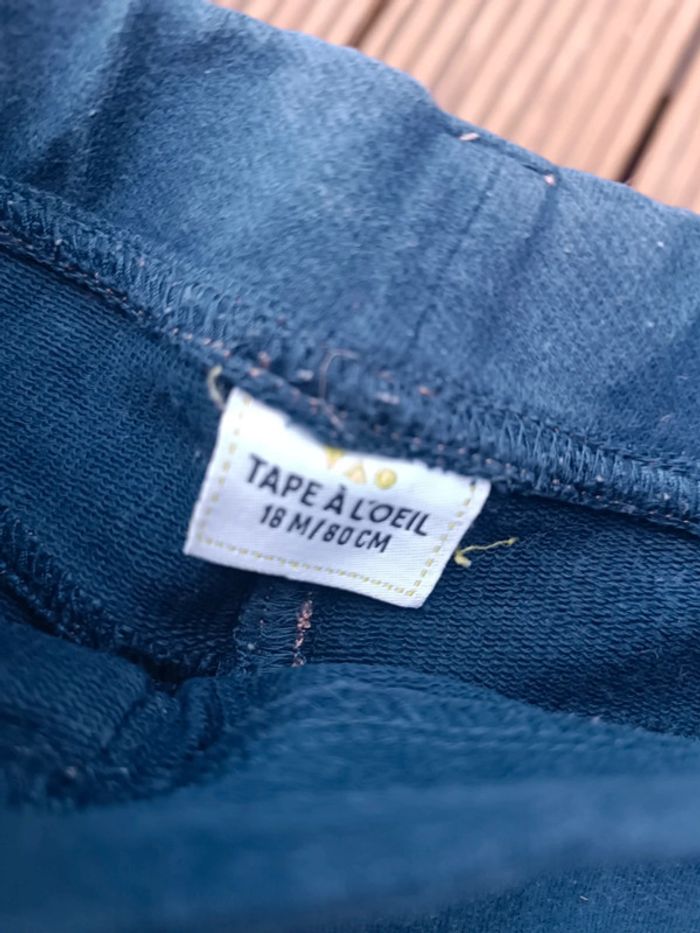 TAPE À L'OEIL
18 M/80 CM